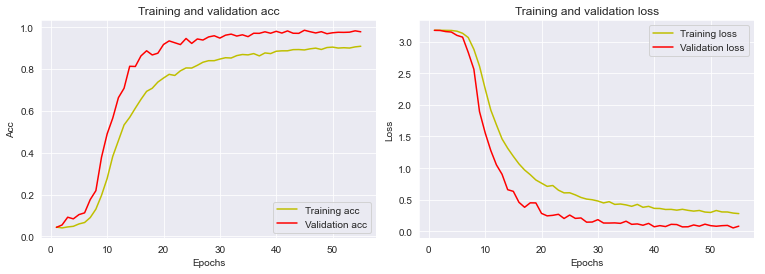 Training and validation acc
1.0
0.8
0.6
0.4
0.2
0.0
Acc
0
10
20
30
40
50
Epochs
Training acc
Validation acc
Training and validation loss
3.0
2.5
2.0
1.5
1.0
0.5
0.0
Loss
0
10
20
30
40
50
Epochs
Training loss
Validation loss